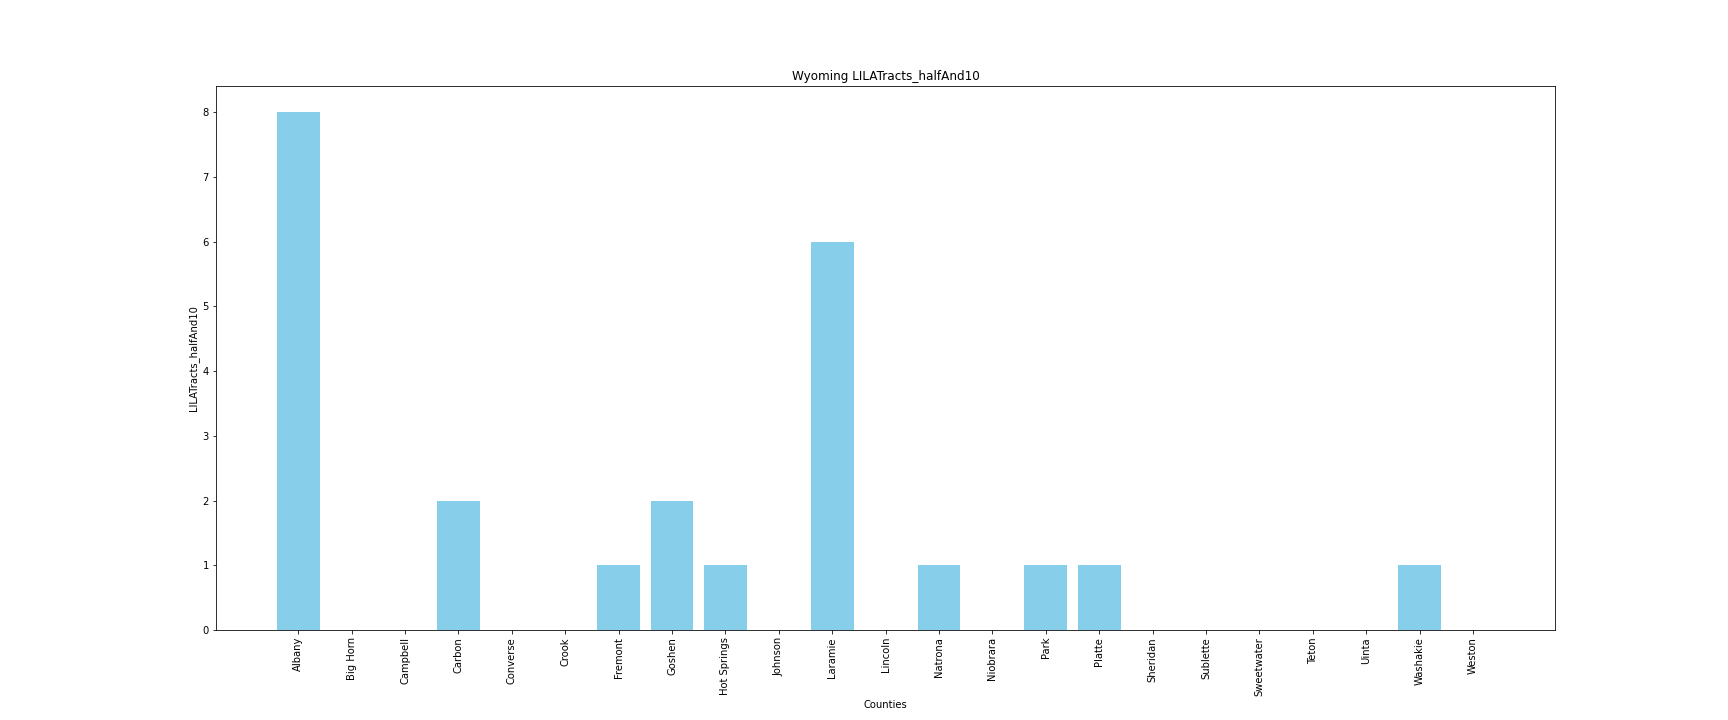 Wyoming LILATracts_halfAnd10
LILATracts_halfAnd10
8
7
6
5
4
3
2
1
0
Albany
Big Horn
Campbell
Carbon
Converse
Crook
Fremont
Goshen
Hot Springs
Johnson
Laramie
Lincoln
Natrona
Niobrara
Park
Platte
Sheridan
Sublette
Sweetwater
Teton
Uinta
Washakie
Weston
Counties